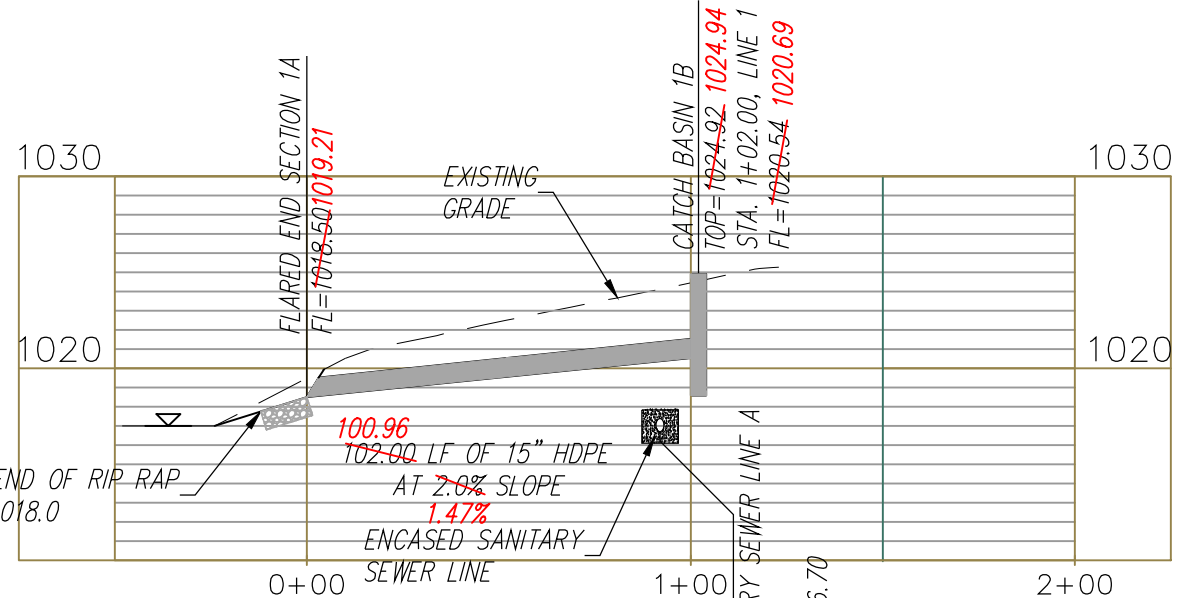 FLARED END SECTION 1A
FL=1018.50 1019.21
CATCH BASIN 1B
TOP=1024.92 1024.94
STA. 1+02.00, LINE 1
FL=1020.54 1020.69
1030
1030
EXISTING
GRADE
1020
1020
100.96
102.00 LF OF 15" HDPE
AT 2.0% SLOPE
1.47%
END OF RIP RAP
018.0
ENCASED SANITARY
SEWER LINE
RY SEWER LINE A
6.70
0+00
1+00
2+00